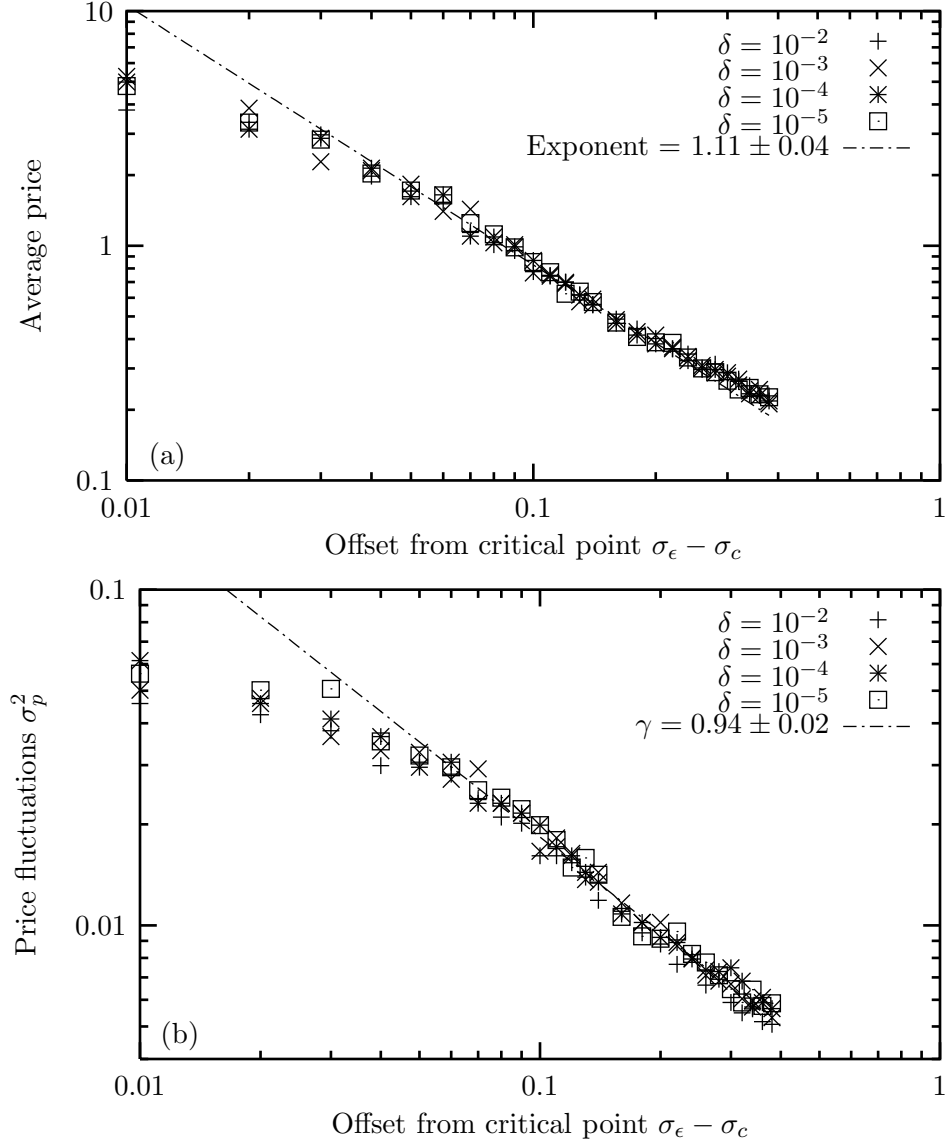 10
1
0.1
Average price
δ = 10⁻²
δ = 10⁻³
δ = 10⁻⁴
δ = 10⁻⁵
Exponent = 1.11 ± 0.04
(a)
0.01
0.1
1
Offset from critical point σ_ϵ − σ_c
0.1
0.01
Price fluctuations σ_p²
δ = 10⁻²
δ = 10⁻³
δ = 10⁻⁴
δ = 10⁻⁵
γ = 0.94 ± 0.02
(b)
0.01
0.1
1
Offset from critical point σ_ϵ − σ_c